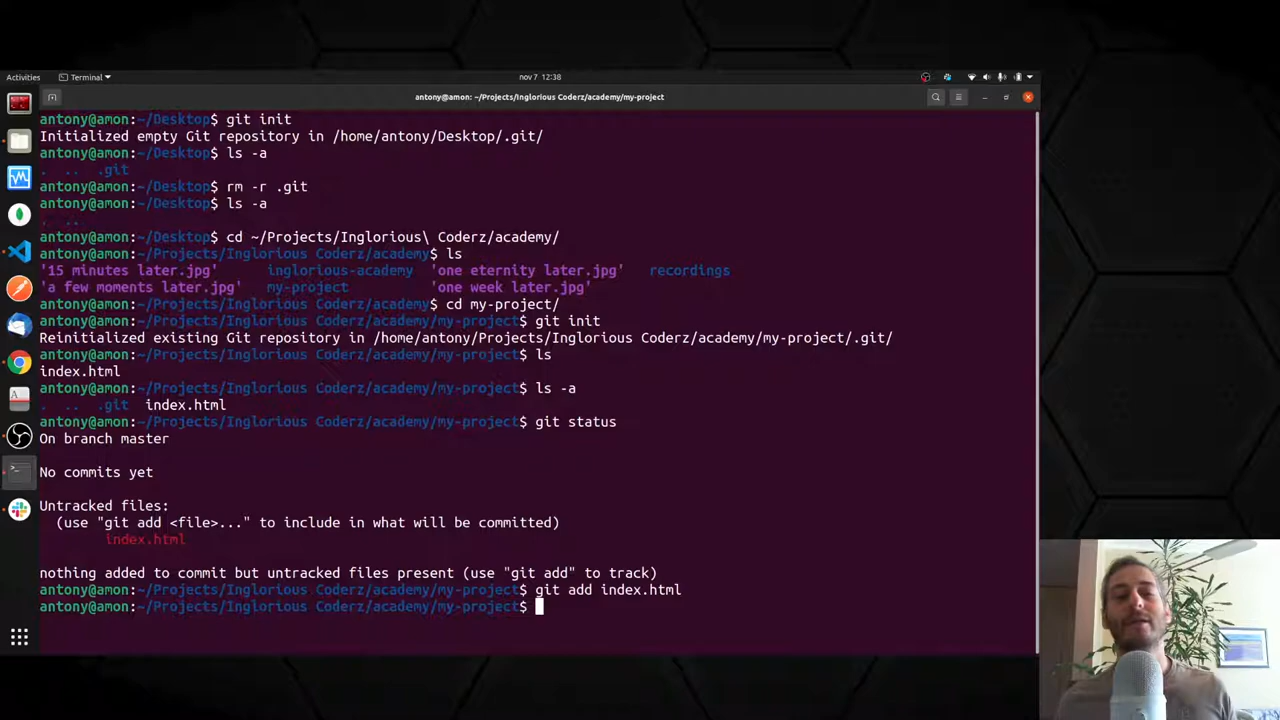 Activities
Terminal
nov 7 12:38
antony@amon: ~/Projects/Inglorious Coderz/academy/my-project
antony@amon:~/Desktop$ git init
Initialized empty Git repository in /home/antony/Desktop/.git/
antony@amon:~/Desktop$ ls -a
. .. .git
antony@amon:~/Desktop$ rm -r .git
antony@amon:~/Desktop$ ls -a
. ..
antony@amon:~/Desktop$ cd ~/Projects/Inglorious\ Coderz/academy/
antony@amon:~/Projects/Inglorious Coderz/academy$ ls
'15 minutes later.jpg' inglorious-academy 'one eternity later.jpg' recordings
'a few moments later.jpg' my-project 'one week later.jpg'
antony@amon:~/Projects/Inglorious Coderz/academy$ cd my-project/
antony@amon:~/Projects/Inglorious Coderz/academy/my-project$ git init
Reinitialized existing Git repository in /home/antony/Projects/Inglorious Coderz/academy/my-project/.git/
antony@amon:~/Projects/Inglorious Coderz/academy/my-project$ ls
index.html
antony@amon:~/Projects/Inglorious Coderz/academy/my-project$ ls -a
. .. .git index.html
antony@amon:~/Projects/Inglorious Coderz/academy/my-project$ git status
On branch master
No commits yet
Untracked files:
(use "git add <file>..." to include in what will be committed)
index.html
nothing added to commit but untracked files present (use "git add" to track)
antony@amon:~/Projects/Inglorious Coderz/academy/my-project$ git add index.html
antony@amon:~/Projects/Inglorious Coderz/academy/my-project$